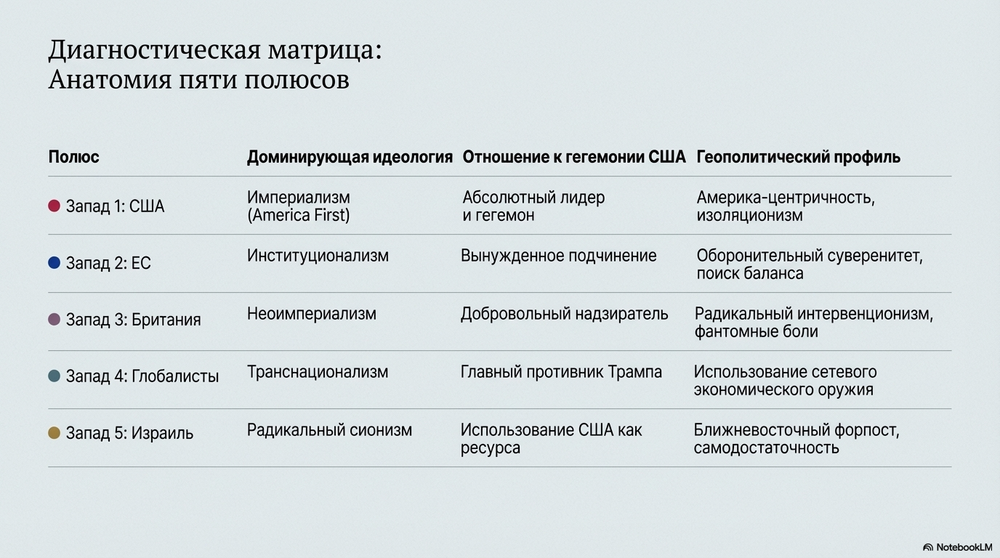 Диагностическая матрица:
Анатомия пяти полюсов
Полюс Доминирующая идеология Отношение к гегемонии США Геополитический профиль
Запад 1: США
Империализм
(America First)
Абсолютный лидер
и гегемон
Америка-центричность,
изоляционизм
Запад 2: ЕС
Институционализм
Вынужденное подчинение
Оборонительный суверенитет,
поиск баланса
Запад 3: Британия
Неоимпериализм
Добровольный надзиратель
Радикальный интервенционизм,
фантомные боли
Запад 4: Глобалисты
Транснационализм
Главный противник Трампа
Использование сетевого
экономического оружия
Запад 5: Израиль
Радикальный сионизм
Использование США как
ресурса
Ближневосточный форпост,
самодостаточность
NotebookLM